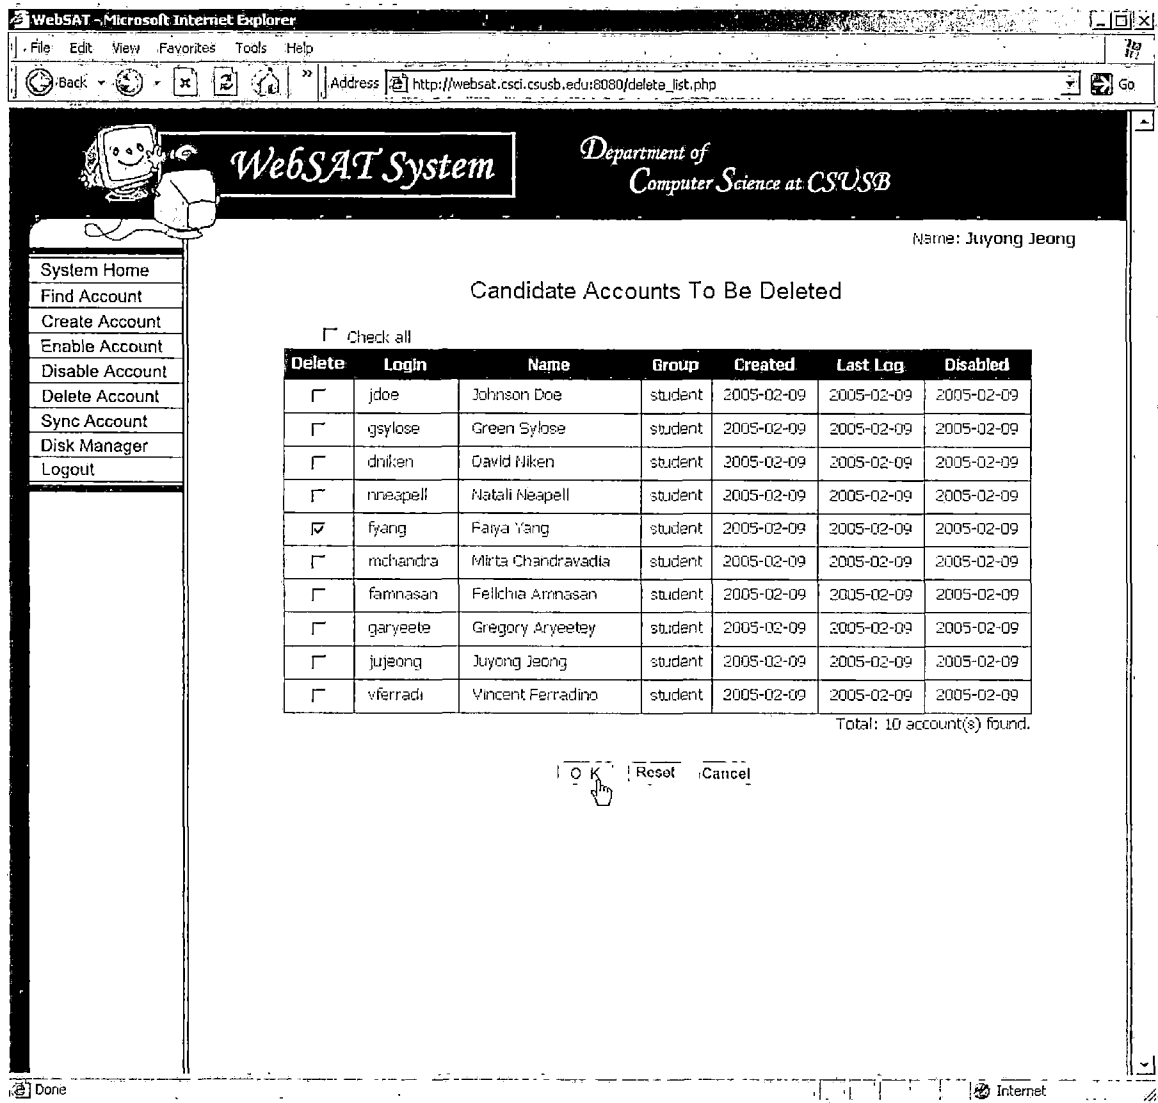 WebSAT - Microsoft Internet Explorer
File Edit View Favorites Tools Help
Back » Address http://websat.csci.csusb.edu:8080/delete_list.php Go
WebSAT System
Department of
Computer Science at CSUSB
Name: Juyong Jeong
System Home
Find Account
Create Account
Enable Account
Disable Account
Delete Account
Sync Account
Disk Manager
Logout
Candidate Accounts To Be Deleted
Check all
Delete Login Name Group Created Last Log Disabled
jdoe Johnson Doe student 2005-02-09 2005-02-09 2005-02-09
gsylose Green Sylose student 2005-02-09 2005-02-09 2005-02-09
dniken David Niken student 2005-02-09 2005-02-09 2005-02-09
nneapell Natali Neapell student 2005-02-09 2005-02-09 2005-02-09
fyang Faiya Yang student 2005-02-09 2005-02-09 2005-02-09
mchandra Mirta Chandravadia student 2005-02-09 2005-02-09 2005-02-09
famnasan Felichia Amnasan student 2005-02-09 2005-02-09 2005-02-09
garyeete Gregory Aryeetey student 2005-02-09 2005-02-09 2005-02-09
jujeong Juyong Jeong student 2005-02-09 2005-02-09 2005-02-09
vferradi Vincent Ferradino student 2005-02-09 2005-02-09 2005-02-09
Total: 10 account(s) found.
O K Reset Cancel
Done Internet